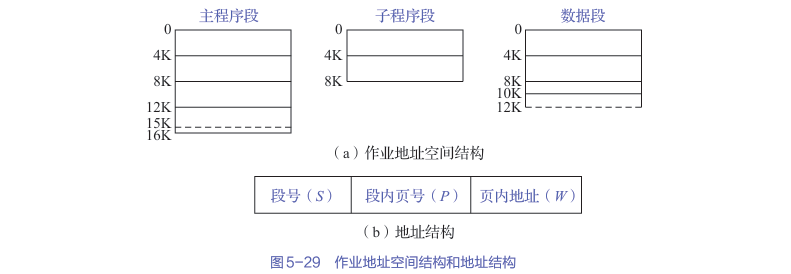 主程序段 子程序段 数据段
0 0 0
4K 4K 4K
8K 8K 8K
10K
12K 12K
15K
16K
（a）作业地址空间结构
段号（S） 段内页号（P） 页内地址（W）
（b）地址结构
图 5-29 作业地址空间结构和地址结构